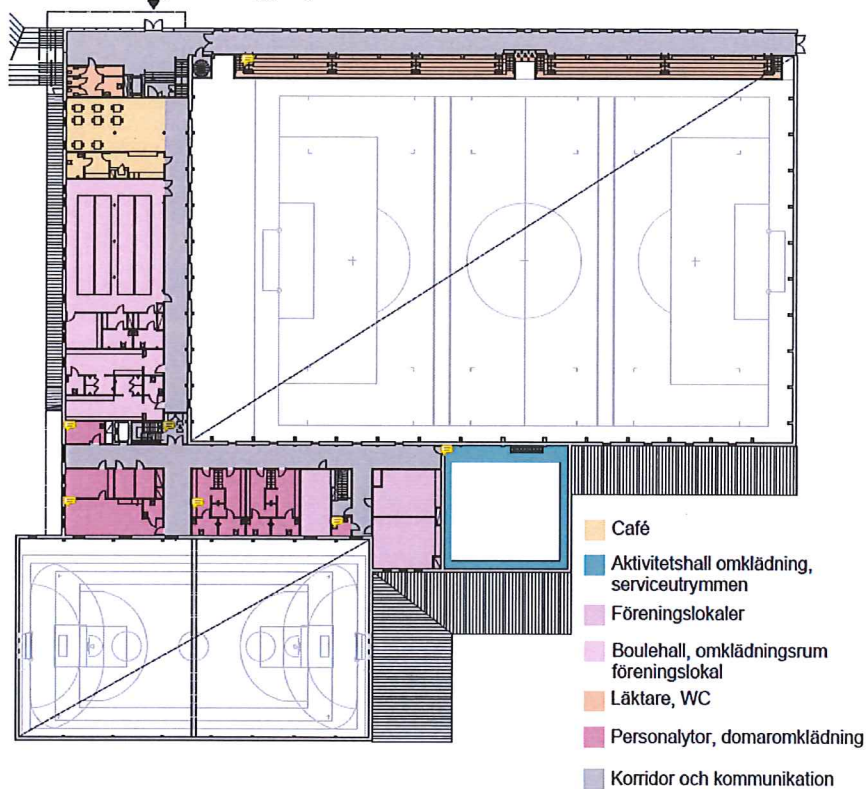 Café
Aktivitetshall omklädning,
serviceutrymmen
Föreningslokaler
Boulehall, omklädningsrum
föreningslokal
Läktare, WC
Personalytor, domaromklädning
Korridor och kommunikation